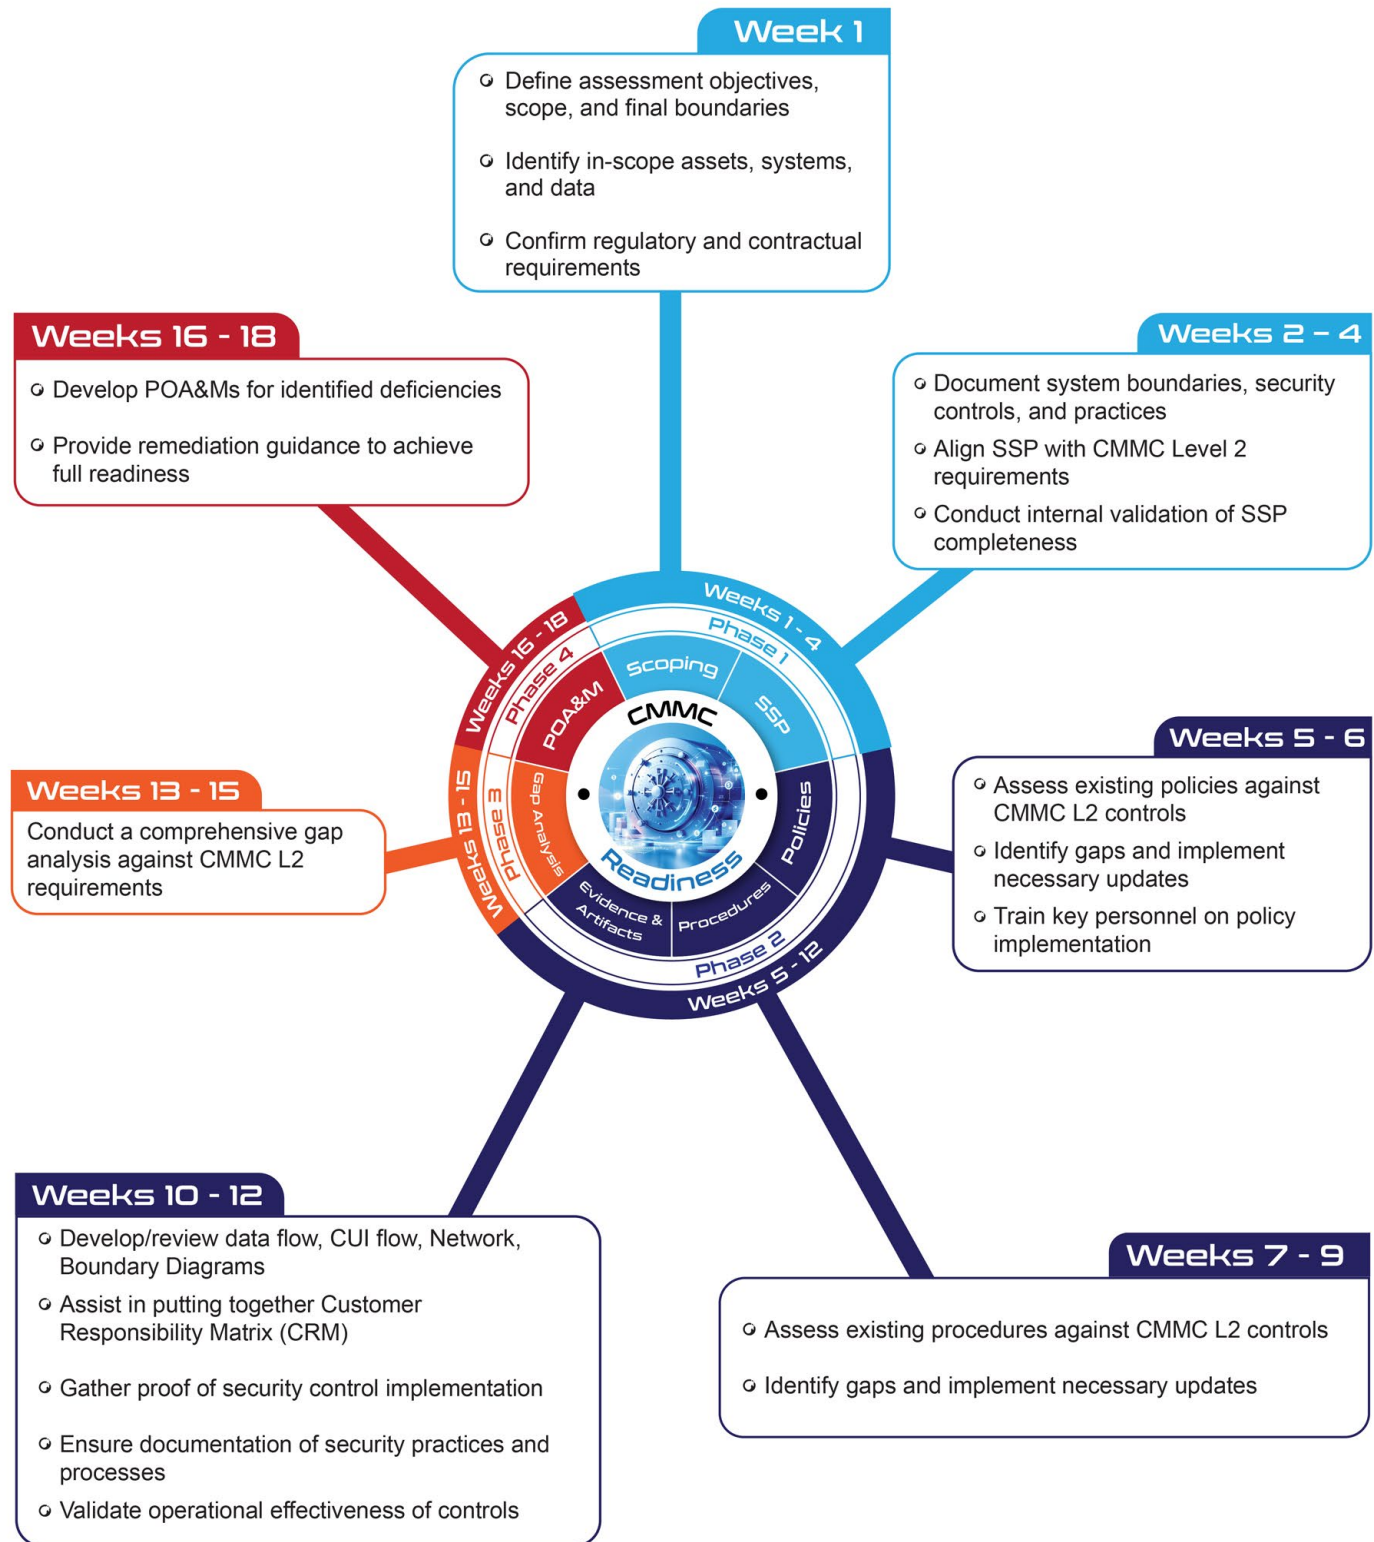 Week 1
Define assessment objectives,
scope, and final boundaries
Identify in-scope assets, systems,
and data
Confirm regulatory and contractual
requirements
Weeks 2 – 4
Document system boundaries, security
controls, and practices
Align SSP with CMMC Level 2
requirements
Conduct internal validation of SSP
completeness
Weeks 5 - 6
Assess existing policies against
CMMC L2 controls
Identify gaps and implement
necessary updates
Train key personnel on policy
implementation
Weeks 7 - 9
Assess existing procedures against CMMC L2 controls
Identify gaps and implement necessary updates
Weeks 10 - 12
Develop/review data flow, CUI flow, Network,
Boundary Diagrams
Assist in putting together Customer
Responsibility Matrix (CRM)
Gather proof of security control implementation
Ensure documentation of security practices and
processes
Validate operational effectiveness of controls
Weeks 13 - 15
Conduct a comprehensive gap
analysis against CMMC L2
requirements
Weeks 16 - 18
Develop POA&Ms for identified deficiencies
Provide remediation guidance to achieve
full readiness
Weeks 1 - 4
Phase 1
Scoping
SSP
Weeks 5 - 12
Phase 2
Policies
Procedures
Evidence &
Artifacts
Weeks 13 - 15
Phase 3
Gap Analysis
Weeks 16 - 18
Phase 4
POA&M
CMMC
Readiness